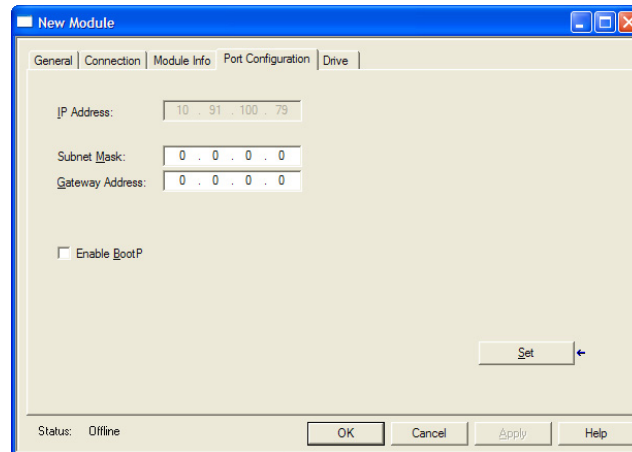 New Module
General Connection Module Info Port Configuration Drive
IP Address: 10 . 91 . 100 . 79
Subnet Mask: 0 . 0 . 0 . 0
Gateway Address: 0 . 0 . 0 . 0
Enable BootP
Set
Status: Offline OK Cancel Apply Help